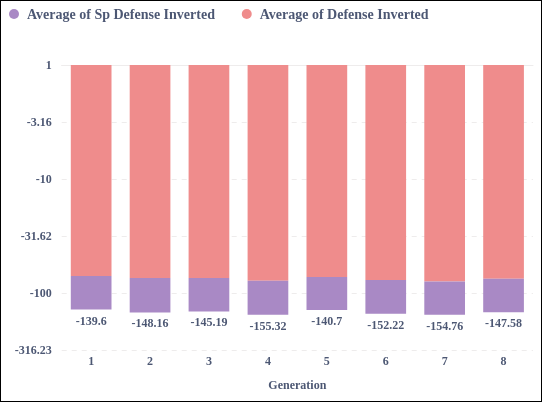 Average of Sp Defense Inverted Average of Defense Inverted
1
-3.16
-10
-31.62
-100
-316.23
-139.6 -148.16 -145.19 -155.32 -140.7 -152.22 -154.76 -147.58
1 2 3 4 5 6 7 8
Generation